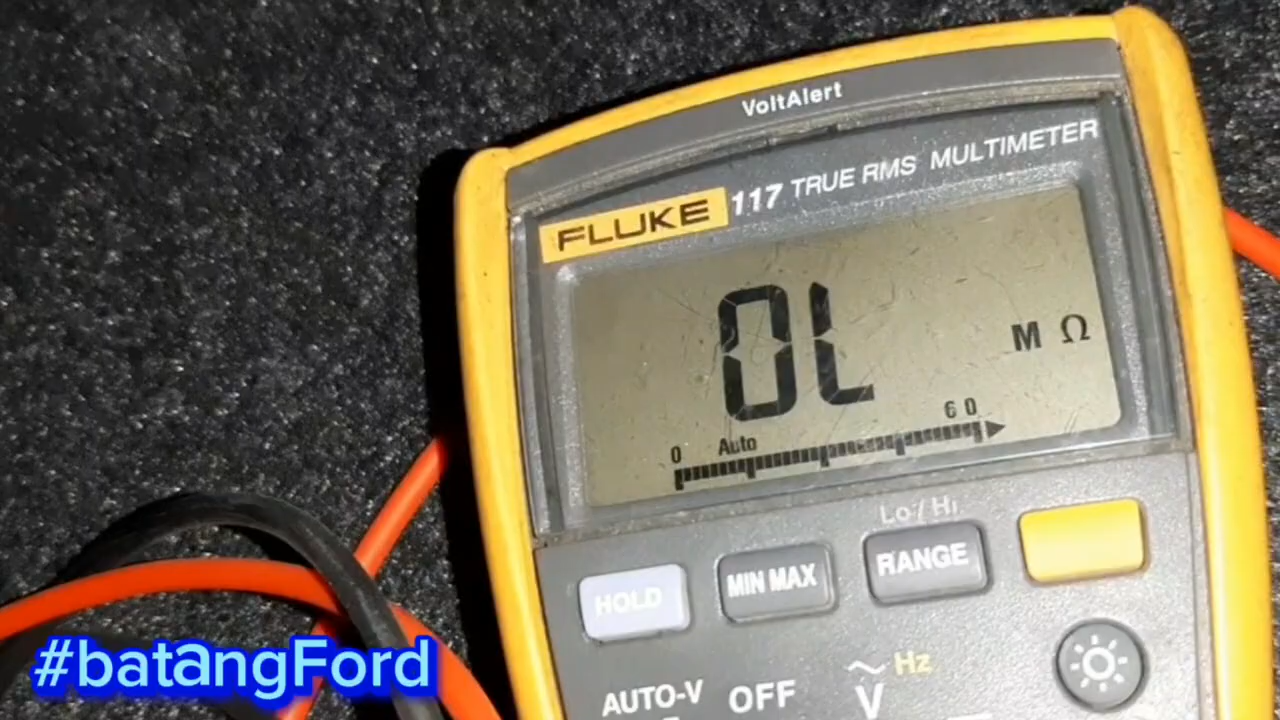 VoltAlert
FLUKE 117 TRUE RMS MULTIMETER
OL M Ω
0 Auto 60
Lo / Hi
HOLD MIN MAX RANGE
AUTO-V OFF V Hz
#batangFord